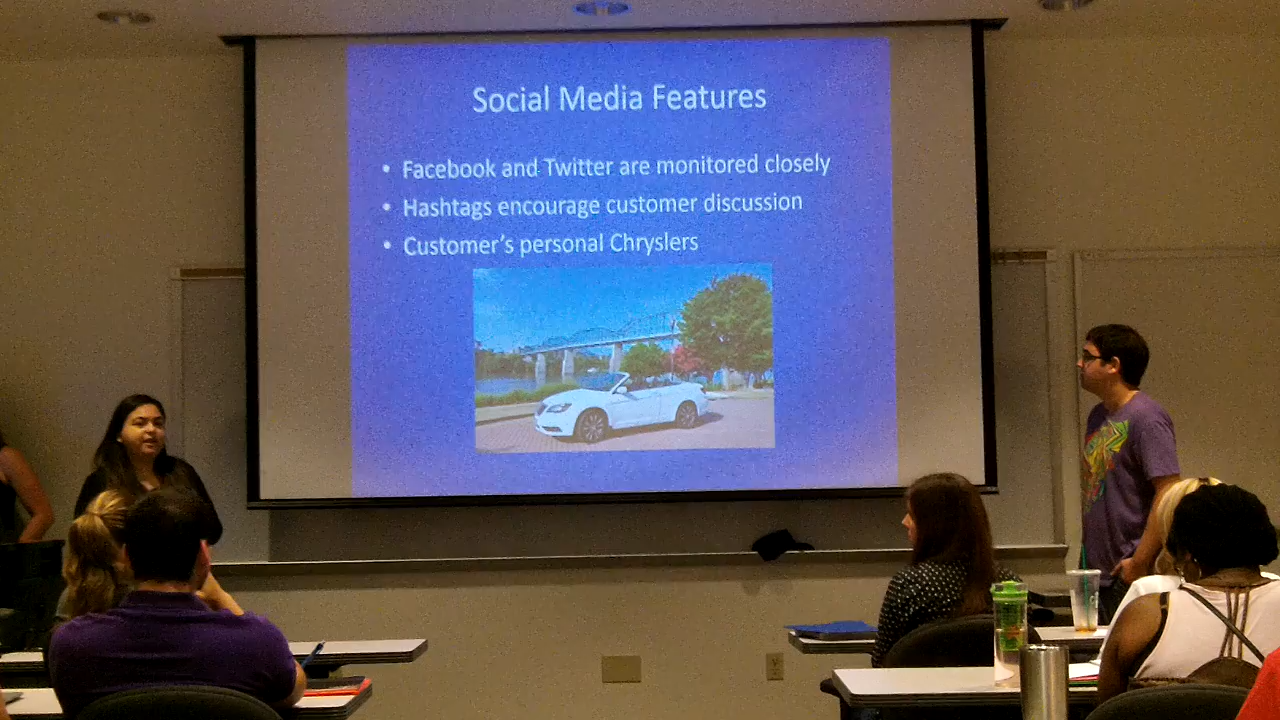 Social Media Features
• Facebook and Twitter are monitored closely
• Hashtags encourage customer discussion
• Customer's personal Chryslers